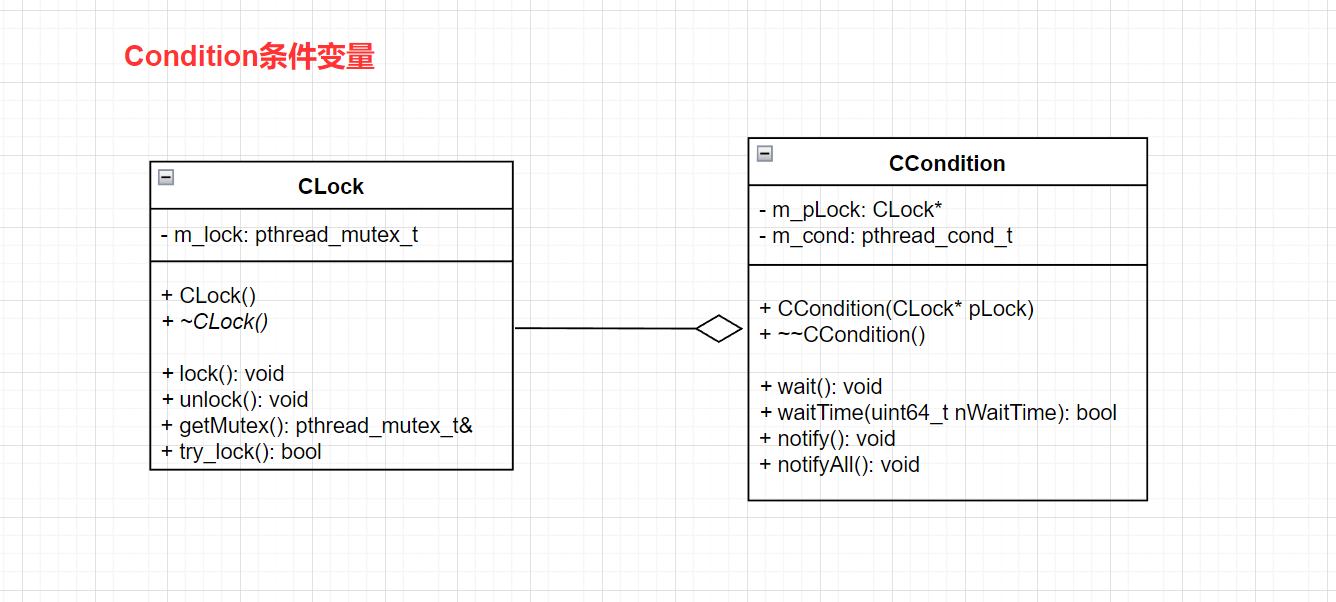 Condition条件变量
CLock
- m_lock: pthread_mutex_t
+ CLock()
+ ~CLock()
+ lock(): void
+ unlock(): void
+ getMutex(): pthread_mutex_t&
+ try_lock(): bool
CCondition
- m_pLock: CLock*
- m_cond: pthread_cond_t
+ CCondition(CLock* pLock)
+ ~~CCondition()
+ wait(): void
+ waitTime(uint64_t nWaitTime): bool
+ notify(): void
+ notifyAll(): void